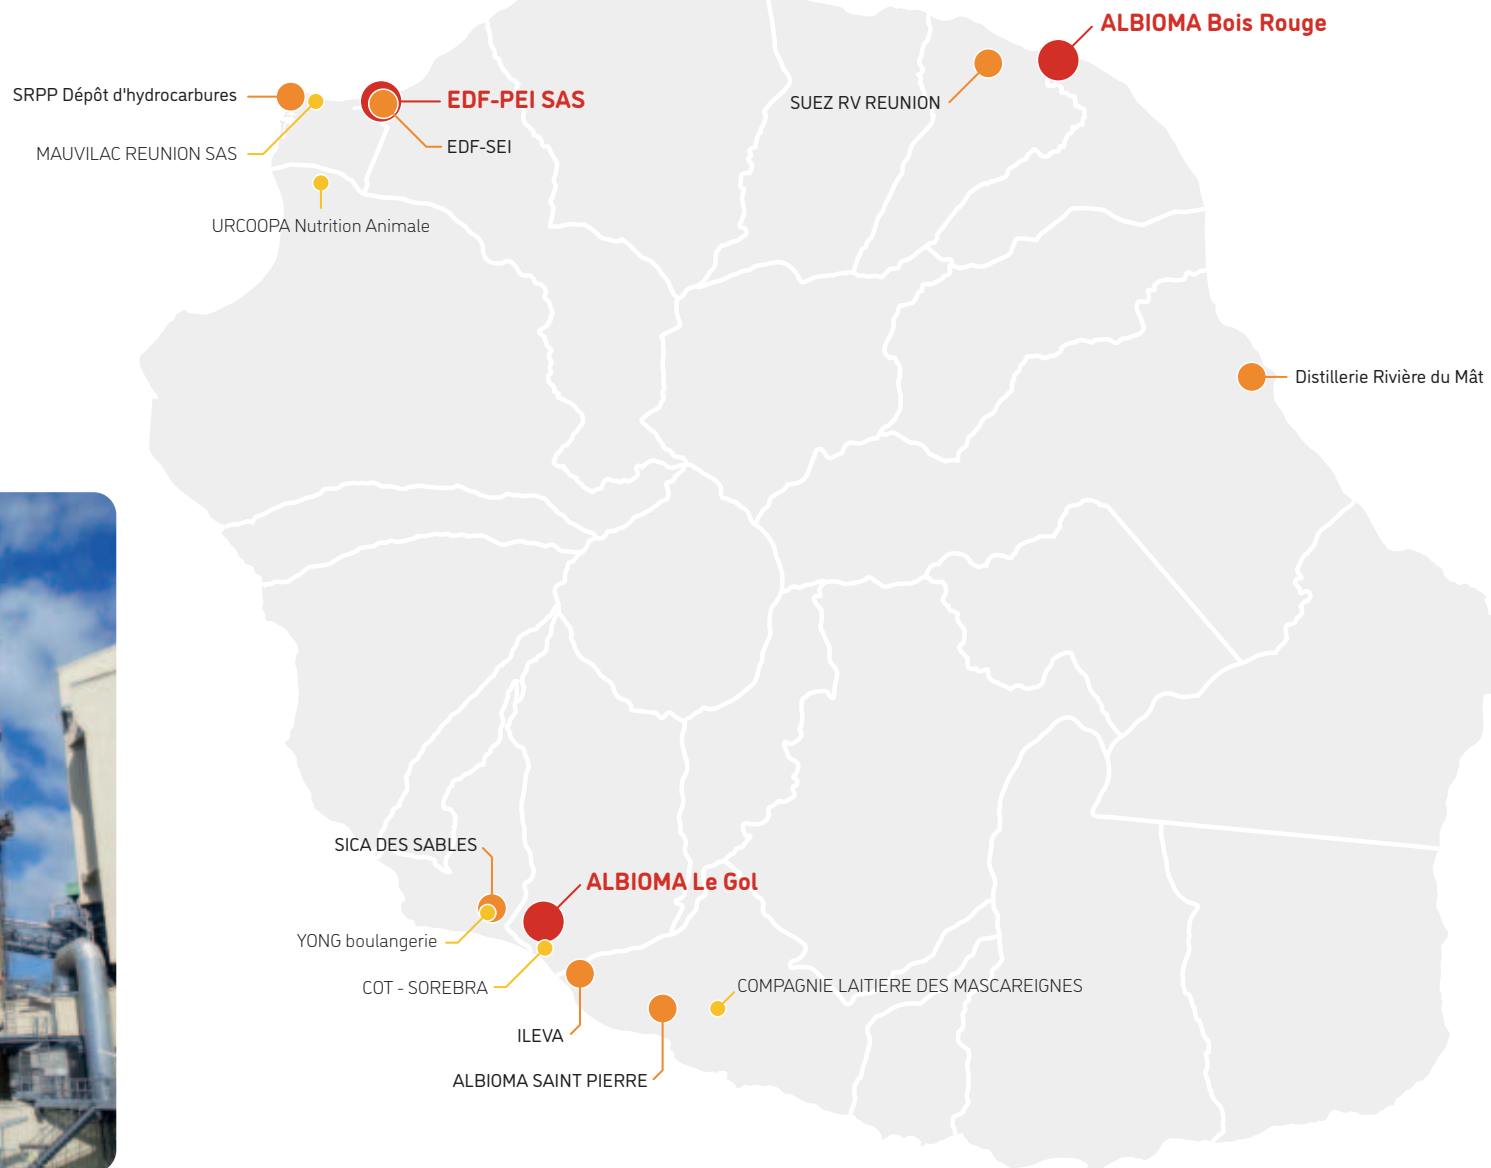 ALBIOMA Bois Rouge
SRPP Dépôt d'hydrocarbures
EDF-PEI SAS
SUEZ RV REUNION
EDF-SEI
MAUVILAC REUNION SAS
URCOOPA Nutrition Animale
Distillerie Rivière du Mât
SICA DES SABLES
ALBIOMA Le Gol
YONG boulangerie
COT - SOREBRA
COMPAGNIE LAITIERE DES MASCAREIGNES
ILEVA
ALBIOMA SAINT PIERRE